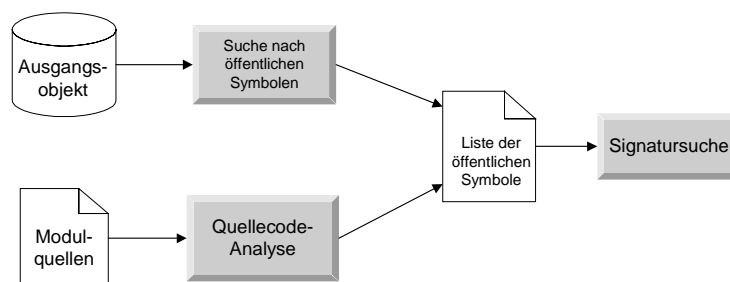 Ausgangs-
objekt
Suche nach
öffentlichen
Symbolen
Liste der
öffentlichen
Symbole
Signatursuche
Modul-
quellen
Quellecode-
Analyse